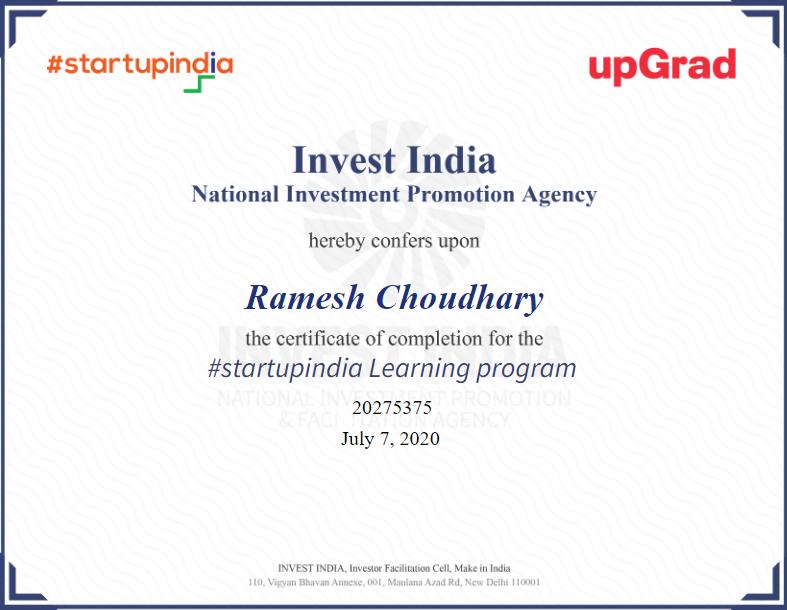 #startupindia
upGrad
Invest India
National Investment Promotion Agency
hereby confers upon
Ramesh Choudhary
the certificate of completion for the
INVEST INDIA
#startupindia Learning program
NATIONAL INVESTMENT PROMOTION
20275375
& FACILITATION AGENCY
July 7, 2020
INVEST INDIA, Investor Facilitation Cell, Make in India
110, Vigyan Bhavan Annexe, 001, Maulana Azad Rd, New Delhi 110001